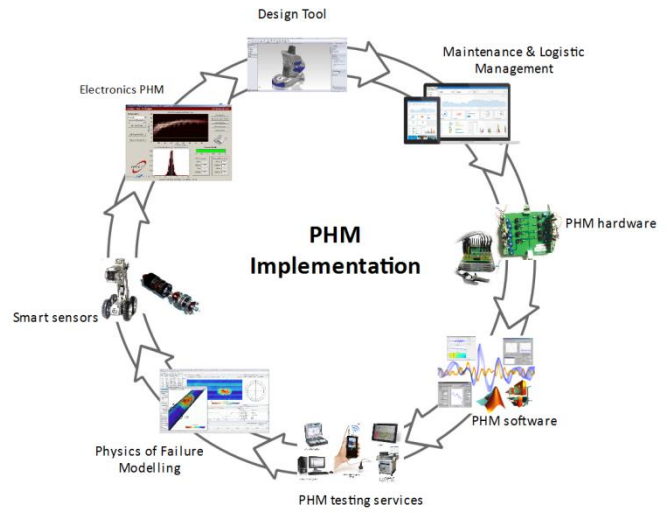 Design Tool
Maintenance & Logistic
Management
Electronics PHM
PHM
Implementation
PHM hardware
Smart sensors
PHM software
Physics of Failure
Modelling
PHM testing services